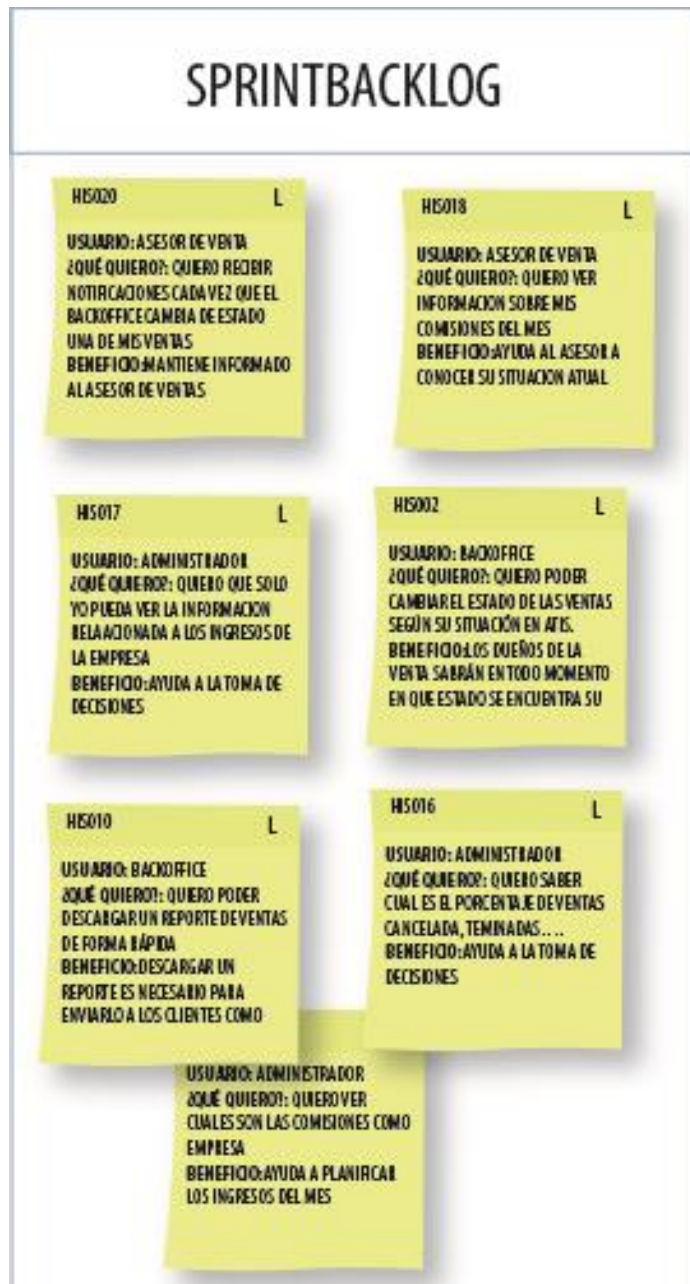 SPRINTBACKLOG
HIS020 L
USUARIO: ASESOR DE VENTA
¿QUÉ QUIERO?: QUIERO RECIBIR
NOTIFICACIONES CADA VEZ QUE EL
BACKOFFICE CAMBIA DE ESTADO
UNA DE MIS VENTAS
BENEFICIO:MANTIENE INFORMADO
AL ASESOR DE VENTAS
HIS018 L
USUARIO: ASESOR DE VENTA
¿QUÉ QUIERO?: QUIERO VER
INFORMACION SOBRE MIS
COMISIONES DEL MES
BENEFICIO:AYUDA AL ASESOR A
CONOCER SU SITUACION ATUAL
HIS017 L
USUARIO: ADMINISTRADOR
¿QUÉ QUIERO?: QUIERO QUE SOLO
YO PUEDA VER LA INFORMACION
RELAACIONADA A LOS INGRESOS DE
LA EMPRESA
BENEFICIO:AYUDA A LA TOMA DE
DECISIONES
HIS002 L
USUARIO: BACKOFFICE
¿QUÉ QUIERO?: QUIERO PODER
CAMBIAR EL ESTADO DE LAS VENTAS
SEGÚN SU SITUACIÓN EN ATIS.
BENEFICIO:LOS DUEÑOS DE LA
VENTA SABRÁN EN TODO MOMENTO
EN QUE ESTADO SE ENCUENTRA SU
HIS010 L
USUARIO: BACKOFFICE
¿QUÉ QUIERO?: QUIERO PODER
DESCARGAR UN REPORTE DE VENTAS
DE FORMA RÁPIDA
BENEFICIO:DESCARGAR UN
REPORTE ES NECESARIO PARA
ENVIARLO A LOS CLIENTES COMO
HIS016 L
USUARIO: ADMINISTRADOR
¿QUÉ QUIERO?: QUIERO SABER
CUAL ES EL PORCENTAJE DE VENTAS
CANCELADA, TEMINADAS. . . .
BENEFICIO:AYUDA A LA TOMA DE
DECISIONES
USUARIO: ADMINISTRADOR
¿QUÉ QUIERO?: QUIERO VER
CUALES SON LAS COMISIONES COMO
EMPRESA
BENEFICIO:AYUDA A PLANIFICAR
LOS INGRESOS DEL MES